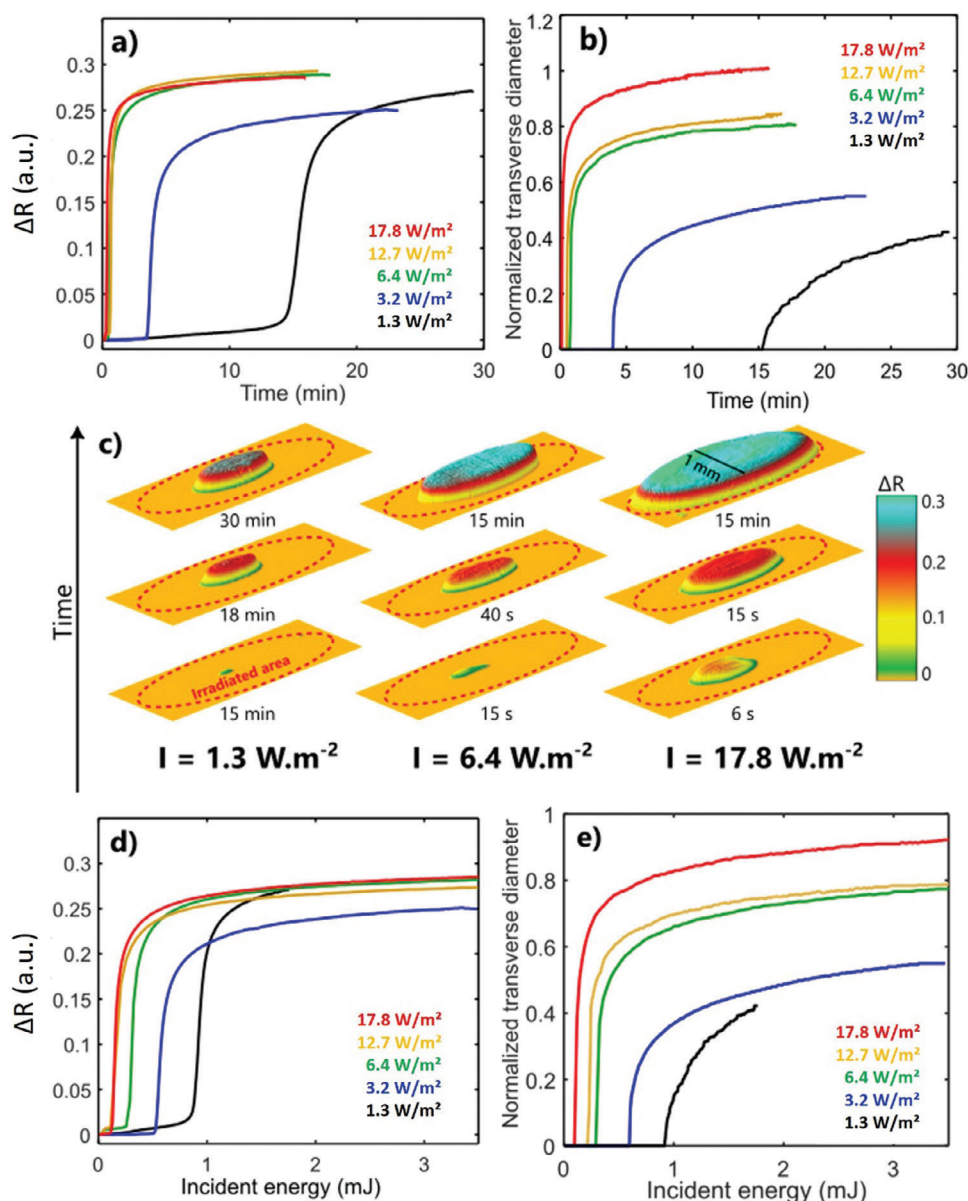 a)
ΔR (a.u.)
0.3
0.25
0.2
0.15
0.1
0.05
0
17.8 W/m²
12.7 W/m²
6.4 W/m²
3.2 W/m²
1.3 W/m²
0 10 20 30
Time (min)
b)
Normalized transverse diameter
1.2
1
0.8
0.6
0.4
0.2
0
17.8 W/m²
12.7 W/m²
6.4 W/m²
3.2 W/m²
1.3 W/m²
0 5 10 15 20 25 30
Time (min)
c)
Time
1 mm
30 min 15 min 15 min
18 min 40 s 15 s
Irradiated area
15 min 15 s 6 s
I = 1.3 W.m⁻² I = 6.4 W.m⁻² I = 17.8 W.m⁻²
ΔR
0.3
0.2
0.1
0
d)
ΔR (a.u.)
0.3
0.25
0.2
0.15
0.1
0.05
0
17.8 W/m²
12.7 W/m²
6.4 W/m²
3.2 W/m²
1.3 W/m²
0 1 2 3
Incident energy (mJ)
e)
Normalized transverse diameter
1
0.8
0.6
0.4
0.2
0
17.8 W/m²
12.7 W/m²
6.4 W/m²
3.2 W/m²
1.3 W/m²
0 1 2 3
Incident energy (mJ)